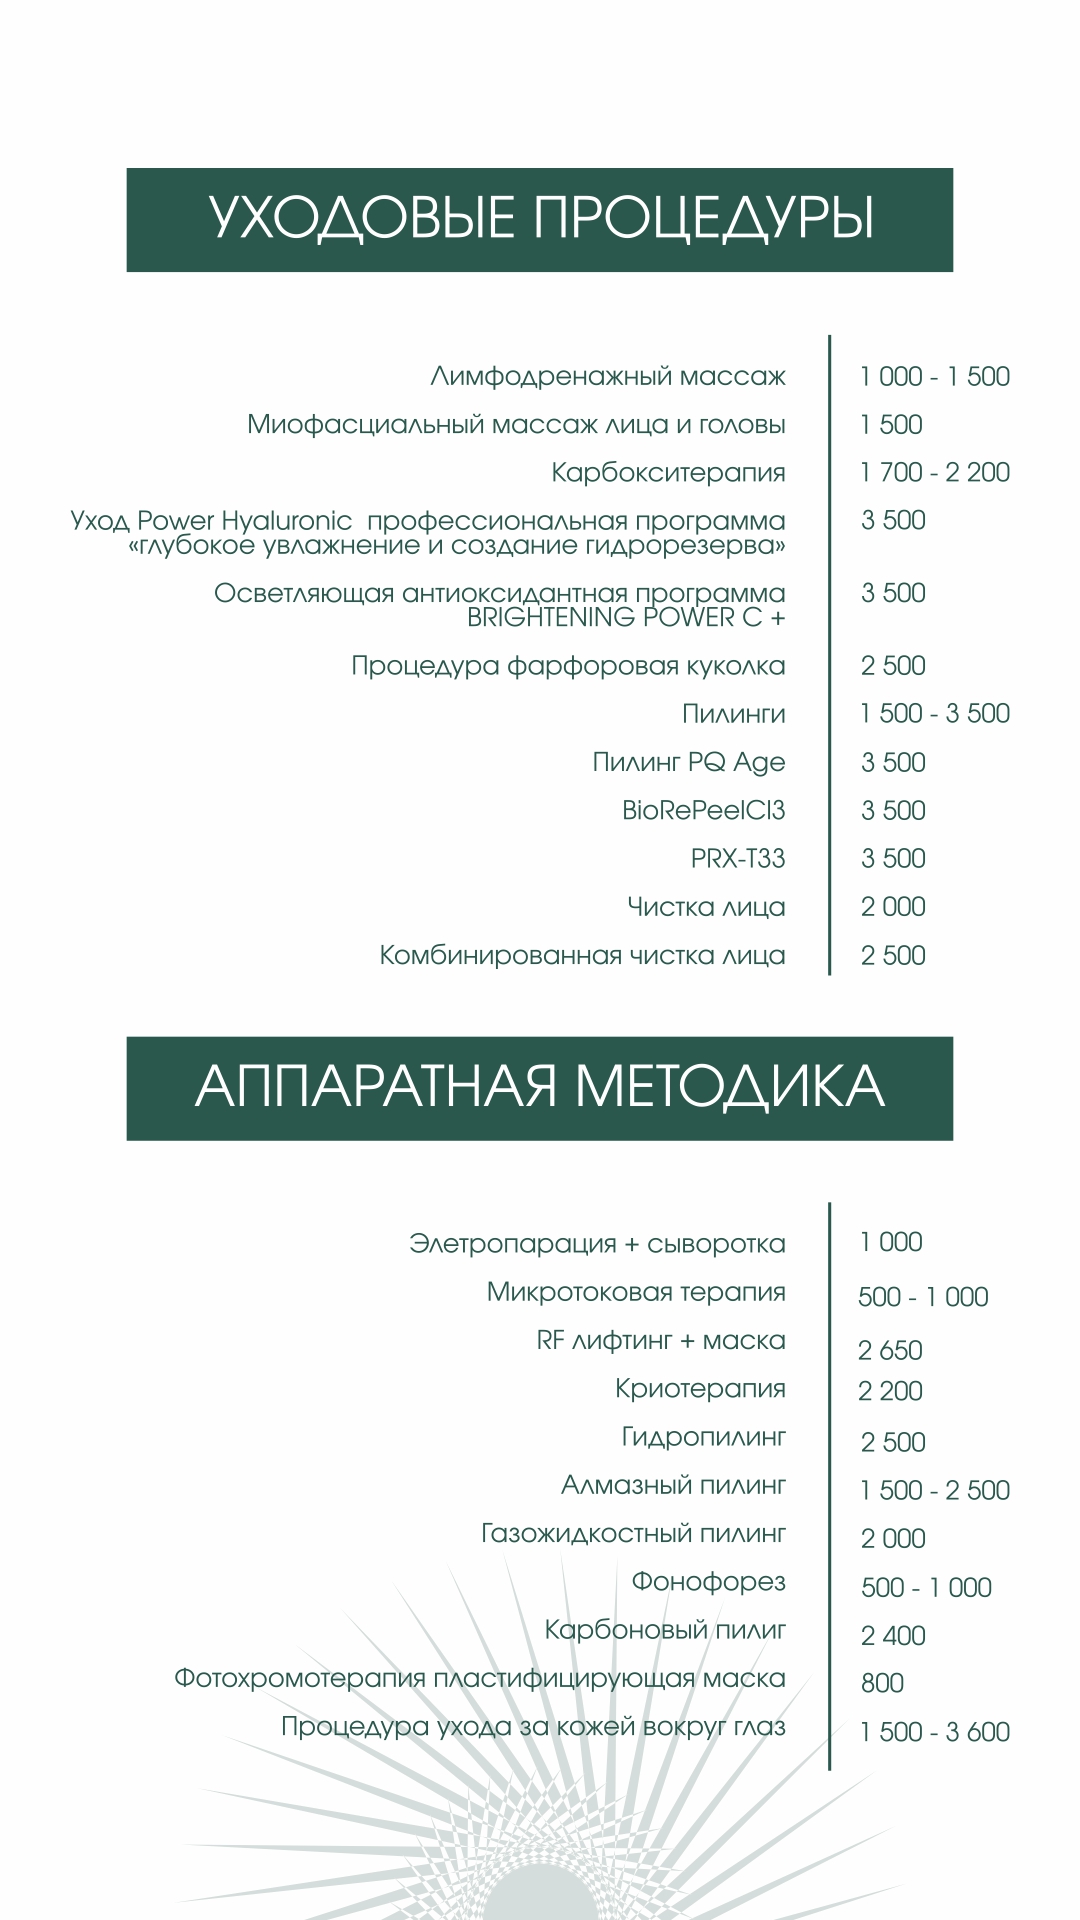 УХОДОВЫЕ ПРОЦЕДУРЫ
Лимфодренажный массаж 1 000 - 1 500
Миофасциальный массаж лица и головы 1 500
Карбокситерапия 1 700 - 2 200
Уход Power Hyaluronic профессиональная программа 3 500
«глубокое увлажнение и создание гидрорезерва»
Осветляющая антиоксидантная программа 3 500
BRIGHTENING POWER C +
Процедура фарфоровая куколка 2 500
Пилинги 1 500 - 3 500
Пилинг PQ Age 3 500
BioRePeelCl3 3 500
PRX-T33 3 500
Чистка лица 2 000
Комбинированная чистка лица 2 500
АППАРАТНАЯ МЕТОДИКА
Элетропарация + сыворотка 1 000
Микротоковая терапия 500 - 1 000
RF лифтинг + маска 2 650
Криотерапия 2 200
Гидропилинг 2 500
Алмазный пилинг 1 500 - 2 500
Газожидкостный пилинг 2 000
Фонофорез 500 - 1 000
Карбоновый пилиг 2 400
Фотохромотерапия пластифицирующая маска 800
Процедура ухода за кожей вокруг глаз 1 500 - 3 600